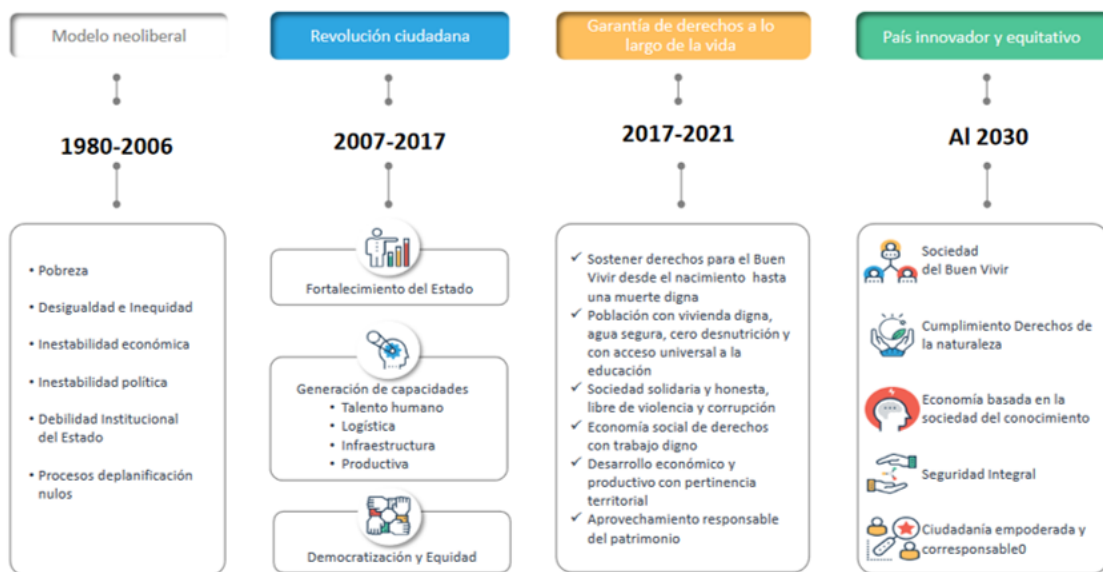 Modelo neoliberal
1980-2006
• Pobreza
• Desigualdad e Inequidad
• Inestabilidad económica
• Inestabilidad política
• Debilidad Institucional
del Estado
• Procesos deplanificación
nulos
Revolución ciudadana
2007-2017
Fortalecimiento del Estado
Generación de capacidades
• Talento humano
• Logística
• Infraestructura
• Productiva
Democratización y Equidad
Garantía de derechos a lo
largo de la vida
2017-2021
✓ Sostener derechos para el Buen
Vivir desde el nacimiento hasta
una muerte digna
✓ Población con vivienda digna,
agua segura, cero desnutrición y
con acceso universal a la
educación
✓ Sociedad solidaria y honesta,
libre de violencia y corrupción
✓ Economía social de derechos
con trabajo digno
✓ Desarrollo económico y
productivo con pertinencia
territorial
✓ Aprovechamiento responsable
del patrimonio
País innovador y equitativo
Al 2030
Sociedad
del Buen Vivir
Cumplimiento Derechos de
la naturaleza
Economía basada en la
sociedad del conocimiento
Seguridad Integral
Ciudadanía empoderada y
corresponsable0